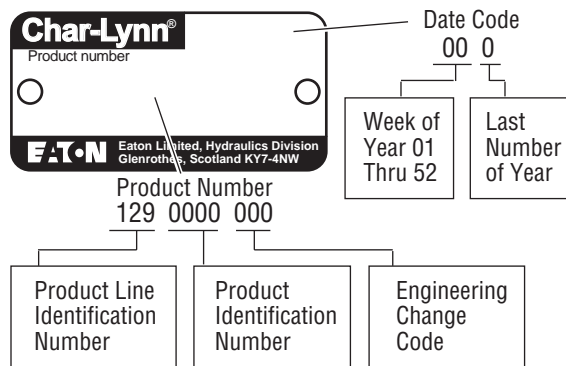 Char-Lynn®
Product number
EATON Eaton Limited, Hydraulics Division
Glenrothes, Scotland KY7-4NW
Date Code
00 0
Week of
Year 01
Thru 52
Last
Number
of Year
Product Number
129 0000 000
Product Line
Identification
Number
Product
Identification
Number
Engineering
Change
Code